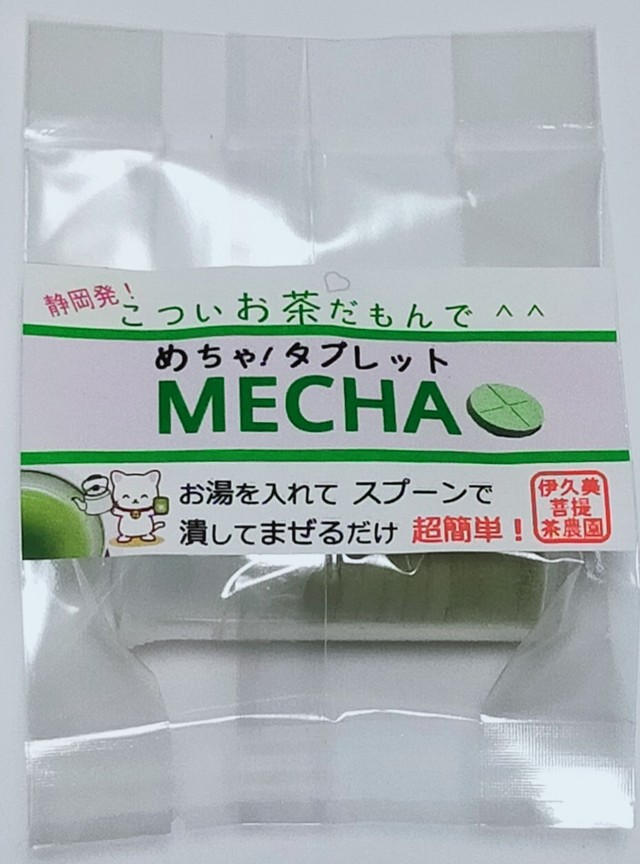 静岡発!
こついお茶だもんで ^ ^
めちゃ!タブレット
MECHA
お湯を入れて スプーンで
潰してまぜるだけ 超簡単!
伊久美
菩提
茶農園